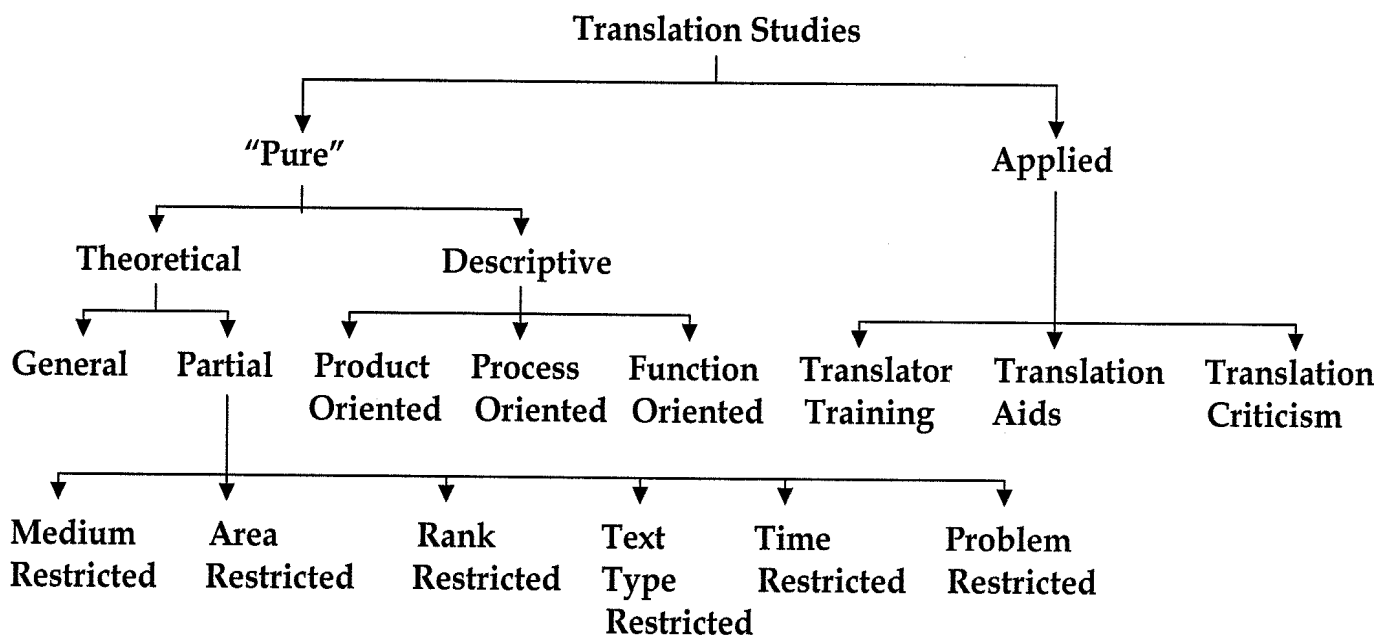 Translation Studies
“Pure”
Applied
Theoretical
Descriptive
General
Partial
Product
Oriented
Process
Oriented
Function
Oriented
Translator
Training
Translation
Aids
Translation
Criticism
Medium
Restricted
Area
Restricted
Rank
Restricted
Text
Type
Restricted
Time
Restricted
Problem
Restricted